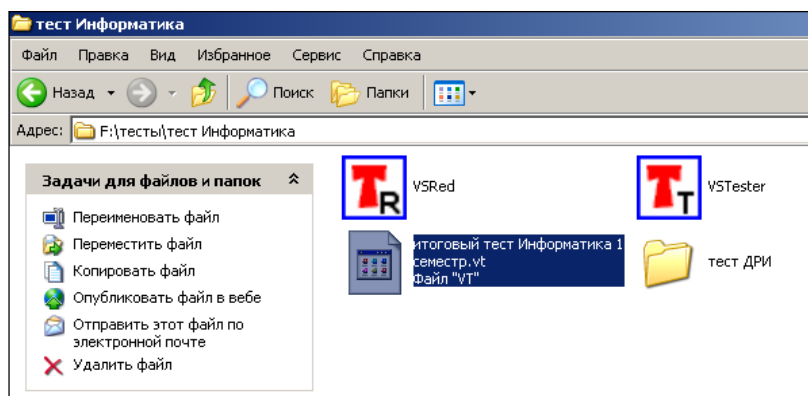 тест Информатика
Файл Правка Вид Избранное Сервис Справка
Назад Поиск Папки
Адрес: F:\тесты\тест Информатика
Задачи для файлов и папок
Переименовать файл
Переместить файл
Копировать файл
Опубликовать файл в вебе
Отправить этот файл по
электронной почте
Удалить файл
TR VSRed
TT VSTester
итоговый тест Информатика 1
семестр.vt
Файл "VT"
тест ДРИ